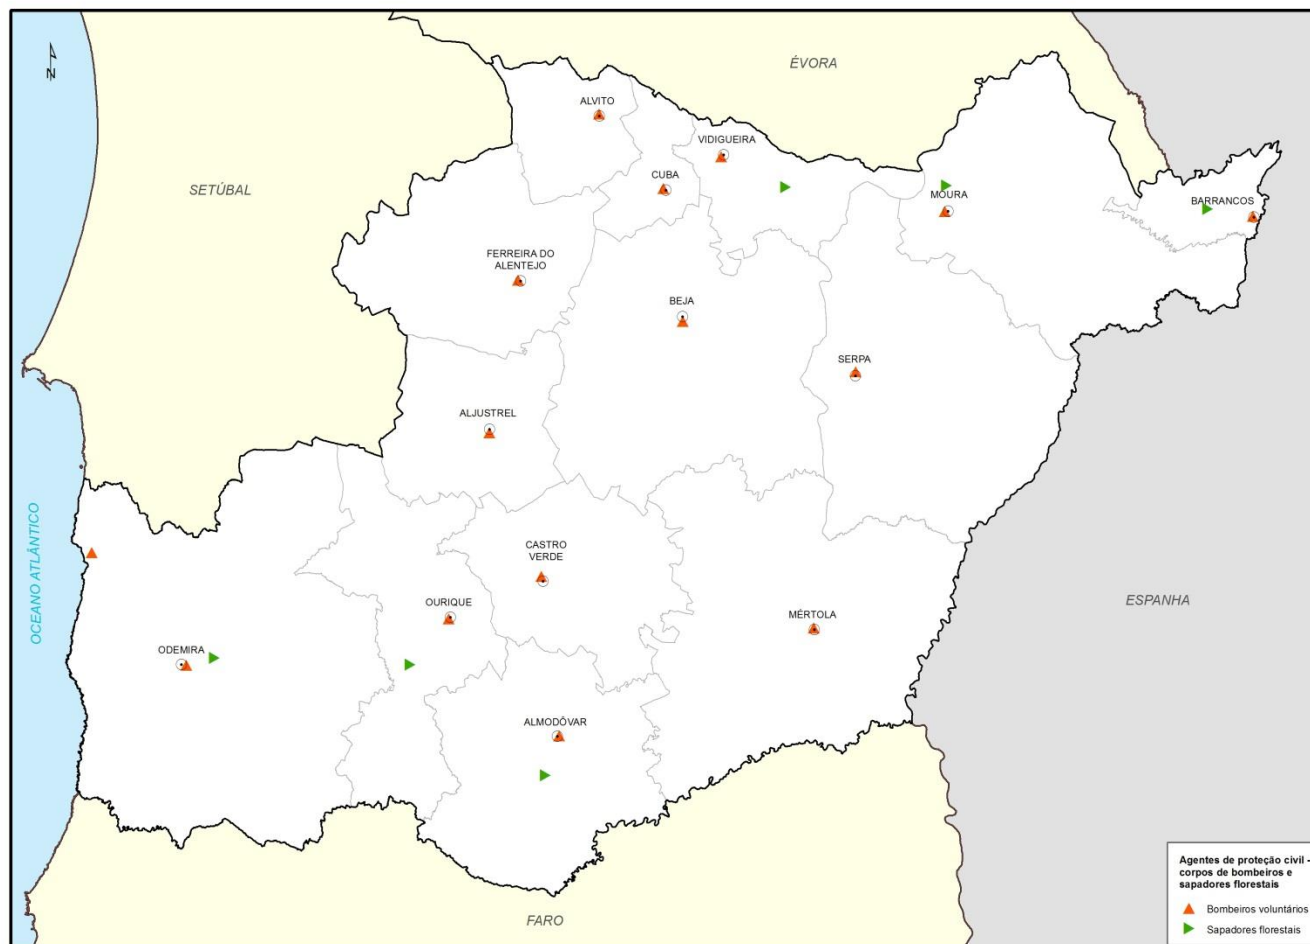 ÉVORA
N
ALVITO
VIDIGUEIRA
CUBA
SETÚBAL
MOURA
BARRANCOS
FERREIRA DO
ALENTEJO
BEJA
SERPA
ALJUSTREL
OCEANO ATLÂNTICO
CASTRO
VERDE
OURIQUE
ESPANHA
MÉRTOLA
ODEMIRA
ALMODÔVAR
FARO
Agentes de proteção civil -
corpos de bombeiros e
sapadores florestais
Bombeiros voluntários
Sapadores florestais